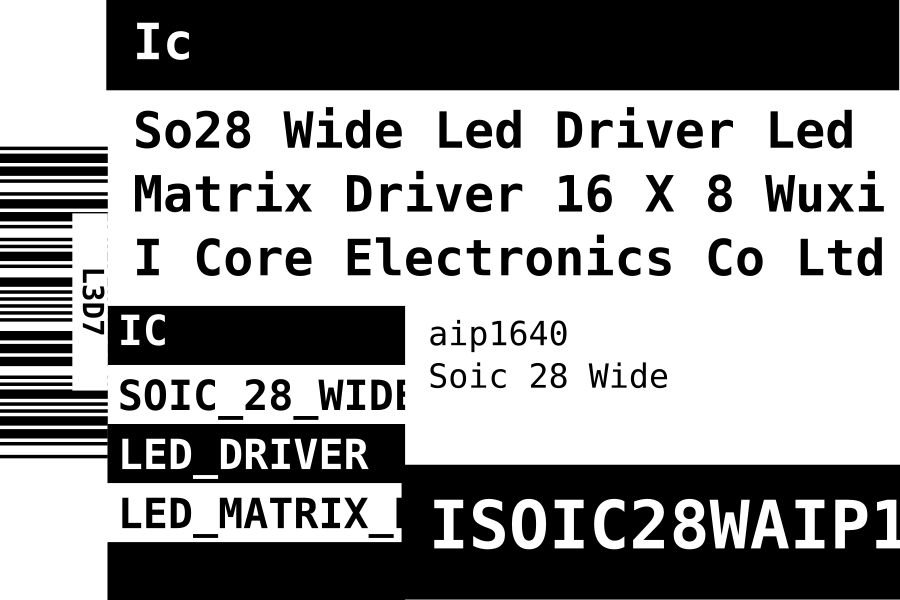 Ic
So28 Wide Led Driver Led
Matrix Driver 16 X 8 Wuxi
I Core Electronics Co Ltd
L3D7
IC
SOIC_28_WIDE
LED_DRIVER
LED_MATRIX_
aip1640
Soic 28 Wide
ISOIC28WAIP1